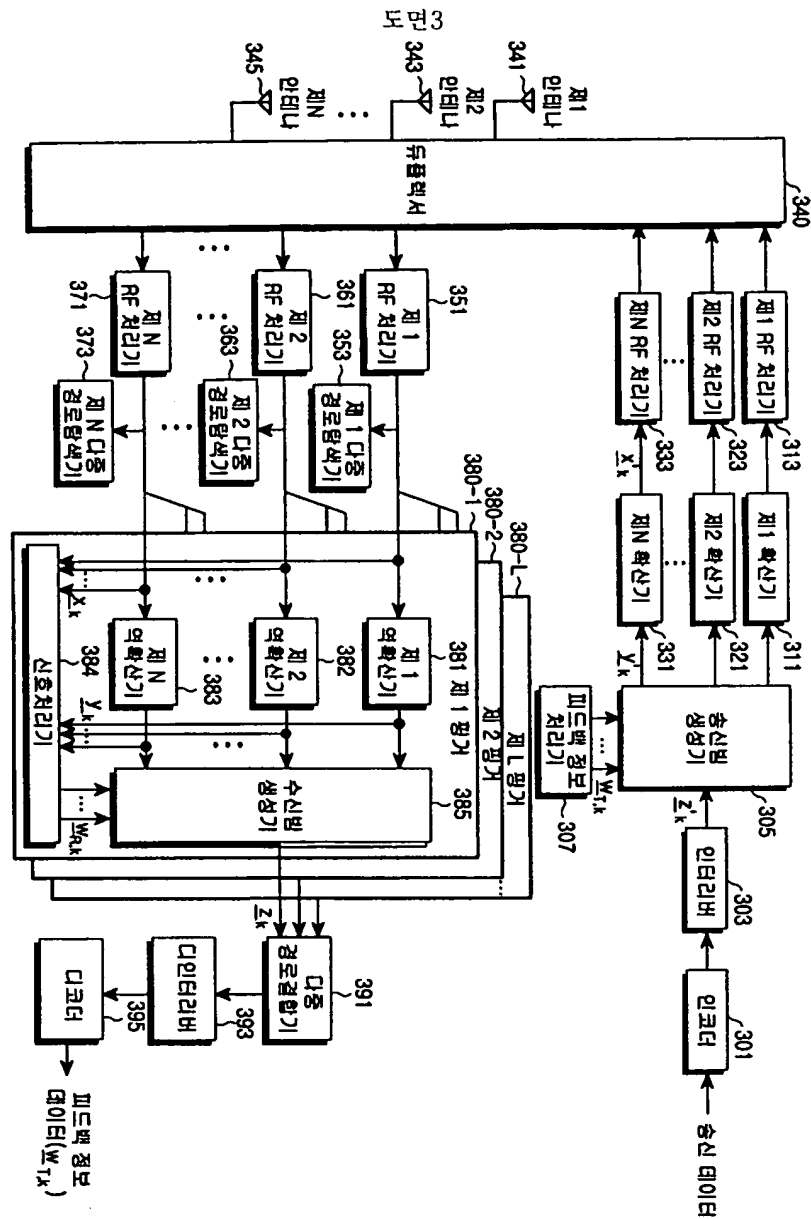 도면3
345
제N
안테나
...
343
제2
안테나
341
제1
안테나
듀플렉서
340
371
제N
RF 처리기
...
361
제2
RF 처리기
351
제1
RF 처리기
373
제N 다중
경로탐색기
...
363
제2 다중
경로탐색기
353
제1 다중
경로탐색기
제N RF 처리기
333
...
제2 RF 처리기
323
제1 RF 처리기
313
x'k
제N 확산기
331
...
제2 확산기
321
제1 확산기
311
y'k
380-1
380-2
380-L
제1 핑거
제2 핑거
제L 핑거
xk
...
제N
역확산기
383
...
제2
역확산기
382
제1
역확산기
381
신호처리기
384
yk
...
WR,k
...
수신빔
생성기
385
피드백 정보
처리기
307
...
WT,k
송신빔
생성기
305
z'k
인터리버
303
인코더
301
송신 데이터
zk
다중
경로결합기
391
디인터리버
393
디코더
395
피드백 정보
데이터(WT,k)